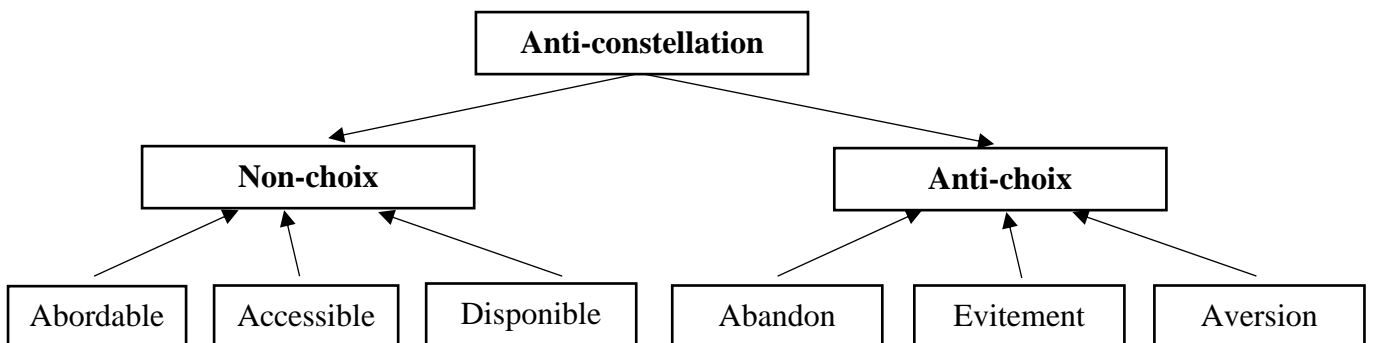 Anti-constellation
Non-choix
Anti-choix
Abordable
Accessible
Disponible
Abandon
Evitement
Aversion